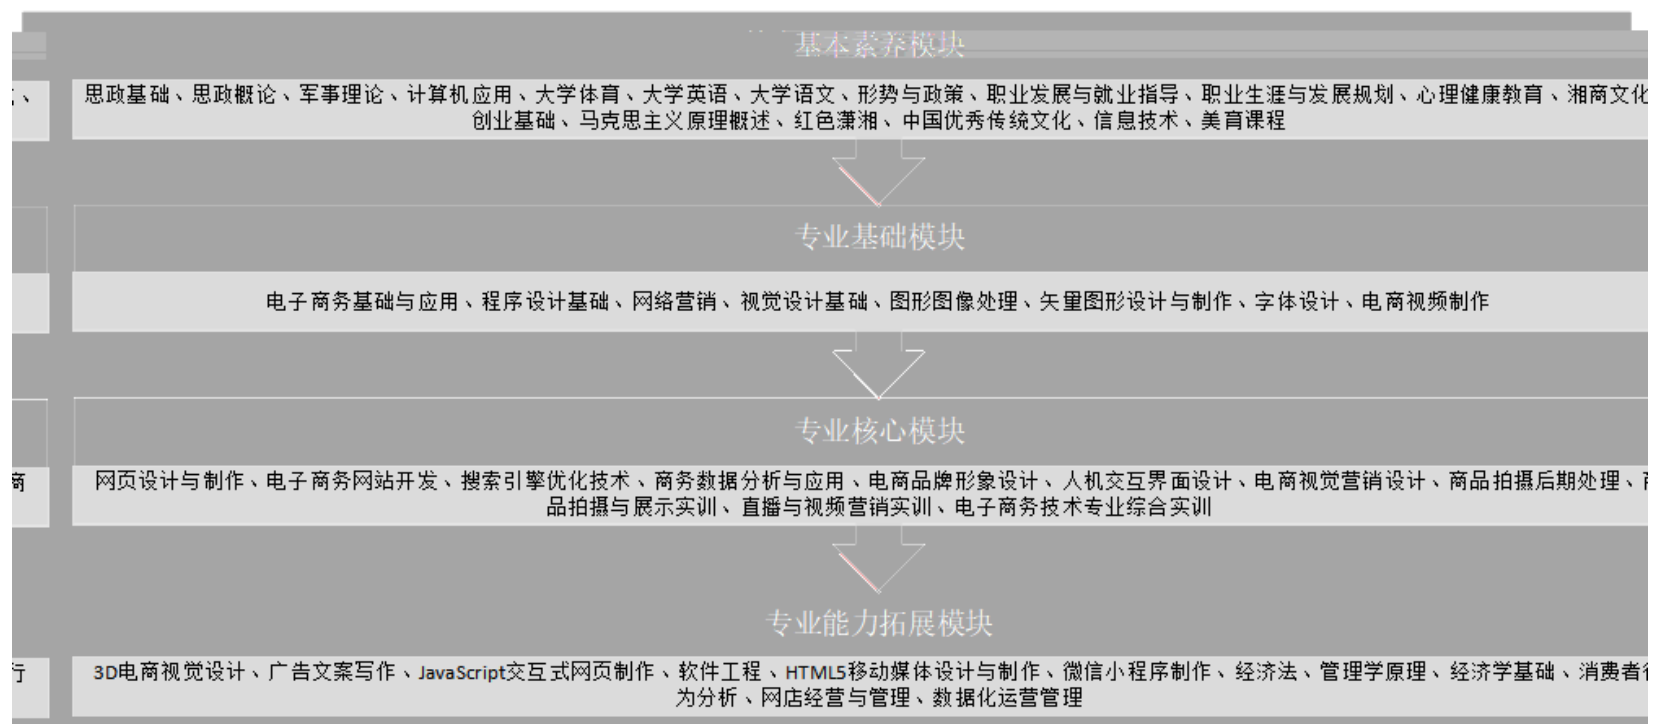 基本素养模块
思政基础、思政概论、军事理论、计算机应用、大学体育、大学英语、大学语文、形势与政策、职业发展与就业指导、职业生涯与发展规划、心理健康教育、湘商文化
、
创业基础、马克思主义原理概述、红色潇湘、中国优秀传统文化、信息技术、美育课程
专业基础模块
电子商务基础与应用、程序设计基础、网络营销、视觉设计基础、图形图像处理、矢量图形设计与制作、字体设计、电商视频制作
专业核心模块
商
网页设计与制作、电子商务网站开发、搜索引擎优化技术、商务数据分析与应用、电商品牌形象设计、人机交互界面设计、电商视觉营销设计、商品拍摄后期处理、
品拍摄与展示实训、直播与视频营销实训、电子商务技术专业综合实训
专业能力拓展模块
行
3D电商视觉设计、广告文案写作、JavaScript交互式网页制作、软件工程、HTML5移动媒体设计与制作、微信小程序制作、经济法、管理学原理、经济学基础、消费者
为分析、网店经营与管理、数据化运营管理